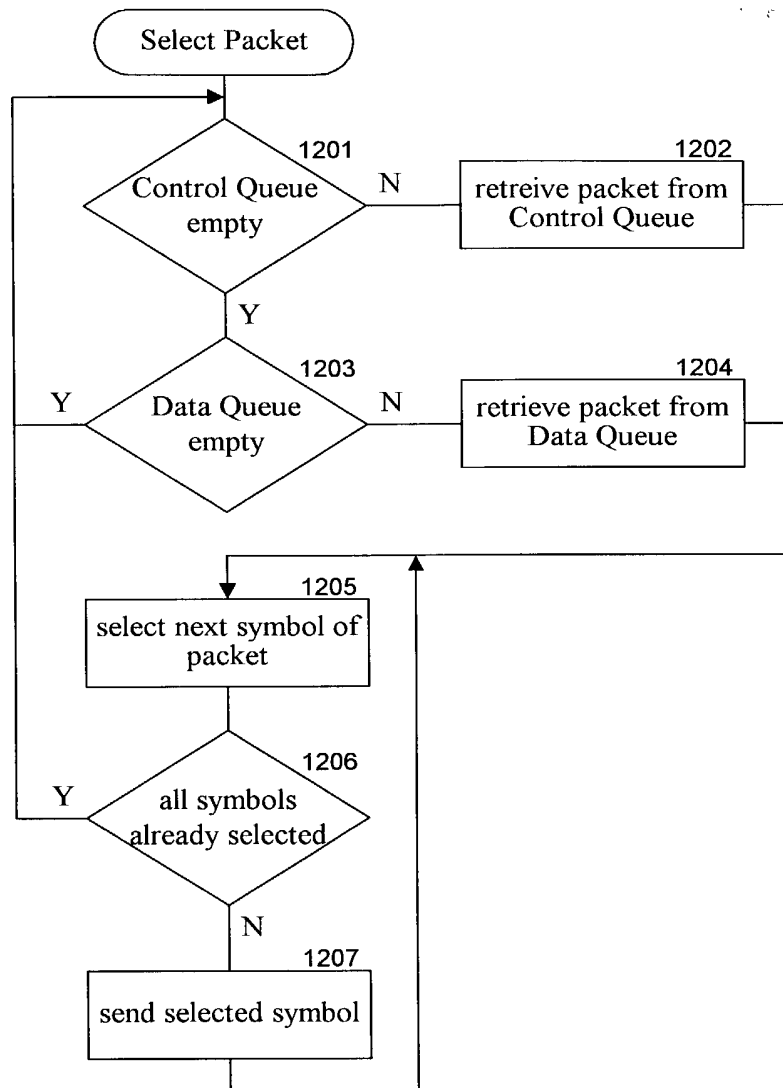 Select Packet
1201
Control Queue
empty
N
1202
retreive packet from
Control Queue
Y
1203
Y
Data Queue
empty
N
1204
retrieve packet from
Data Queue
1205
select next symbol of
packet
1206
Y
all symbols
already selected
N
1207
send selected symbol